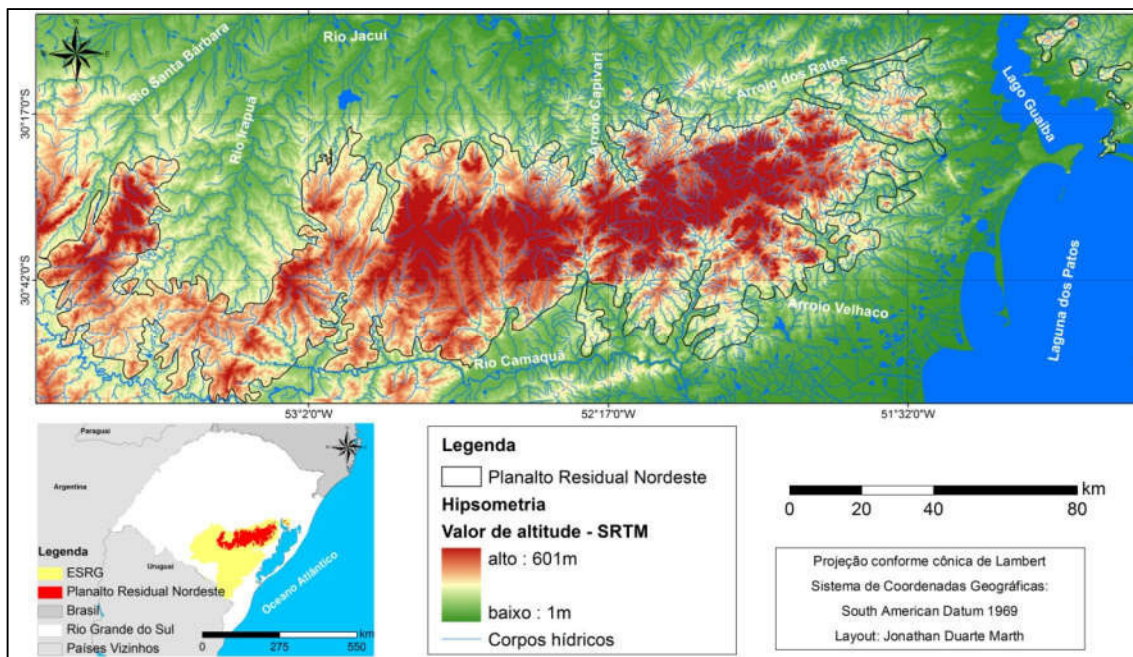 Rio Jacuí
Rio Santa Bárbara
Rio Irapuã
Arroio Capivari
Arroio dos Ratos
Lago Guaíba
30°17'0"S
30°42'0"S
Arroio Velhaco
Rio Camaquã
Laguna dos Patos
53°2'0"W
52°17'0"W
51°32'0"W
Paraguai
Argentina
Uruguai
Oceano Atlântico
Legenda
ESRG
Planalto Residual Nordeste
Brasil
Rio Grande do Sul
Países Vizinhos
km
0 275 550
Legenda
Planalto Residual Nordeste
Hipsometria
Valor de altitude - SRTM
alto : 601m
baixo : 1m
Corpos hídricos
km
0 20 40 80
Projeção conforme cônica de Lambert
Sistema de Coordenadas Geográficas:
South American Datum 1969
Layout: Jonathan Duarte Marth